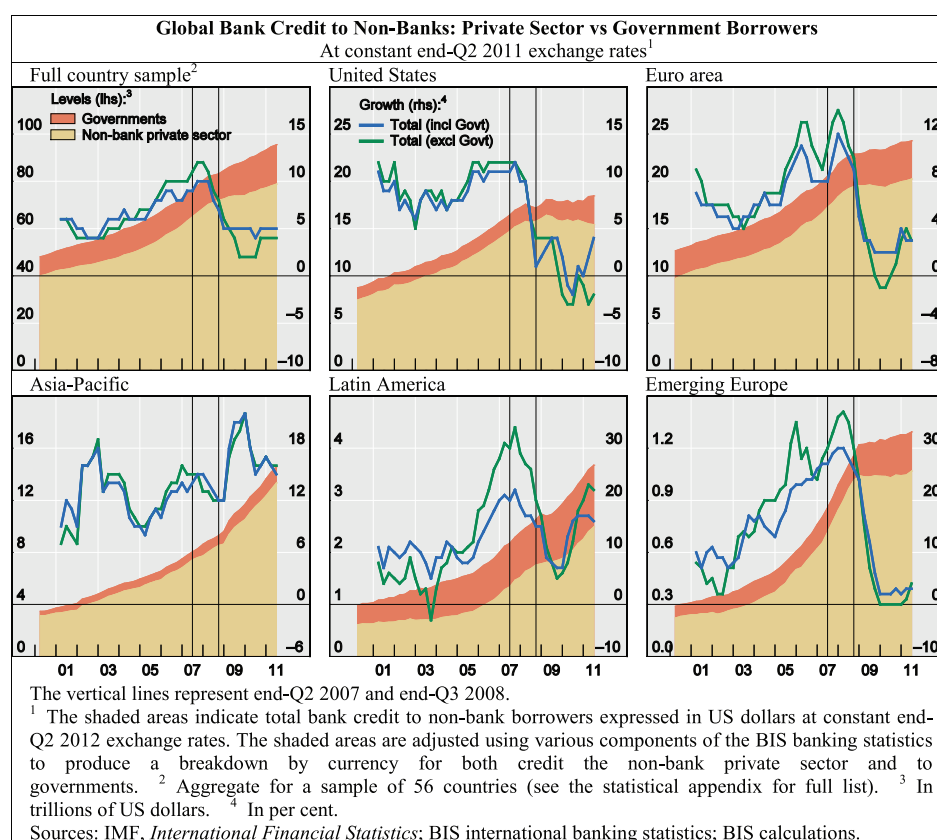 Global Bank Credit to Non-Banks: Private Sector vs Government Borrowers
At constant end-Q2 2011 exchange rates1
Full country sample2
United States
Euro area
Levels (lhs):3
Governments
Non-bank private sector
Growth (rhs):4
Total (incl Govt)
Total (excl Govt)
100 15
80 10
60 5
40 0
20 –5
0 –10
25 15
20 10
15 5
10 0
5 –5
0 –10
25 12
20 8
15 4
10 0
5 –4
0 –8
Asia-Pacific
Latin America
Emerging Europe
16 18
12 12
8 6
4 0
0 –6
4 30
3 20
2 10
1 0
0 –10
1.2 30
0.9 20
0.6 10
0.3 0
0.0 –10
01 03 05 07 09 11
01 03 05 07 09 11
01 03 05 07 09 11
The vertical lines represent end-Q2 2007 and end-Q3 2008.
1 The shaded areas indicate total bank credit to non-bank borrowers expressed in US dollars at constant end-
Q2 2012 exchange rates. The shaded areas are adjusted using various components of the BIS banking statistics
to produce a breakdown by currency for both credit the non-bank private sector and to
governments. 2 Aggregate for a sample of 56 countries (see the statistical appendix for full list). 3 In
trillions of US dollars. 4 In per cent.
Sources: IMF, International Financial Statistics; BIS international banking statistics; BIS calculations.